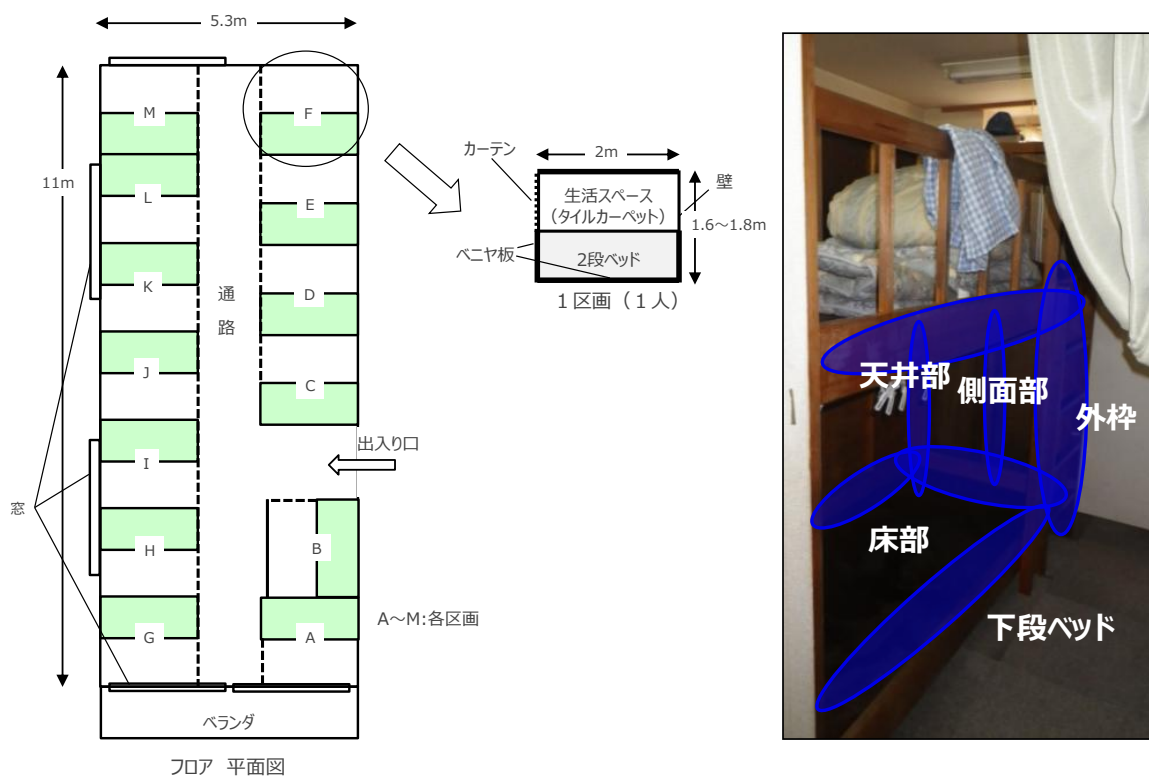 5.3m
11m
M
L
K
J
I
H
G
F
E
D
C
B
A
通
路
出入り口
窓
A～M:各区画
ベランダ
フロア 平面図
カーテン
2m
壁
生活スペース
(タイルカーペット)
1.6～1.8m
ベニヤ板
2段ベッド
1区画（1人）
天井部
側面部
外枠
床部
下段ベッド